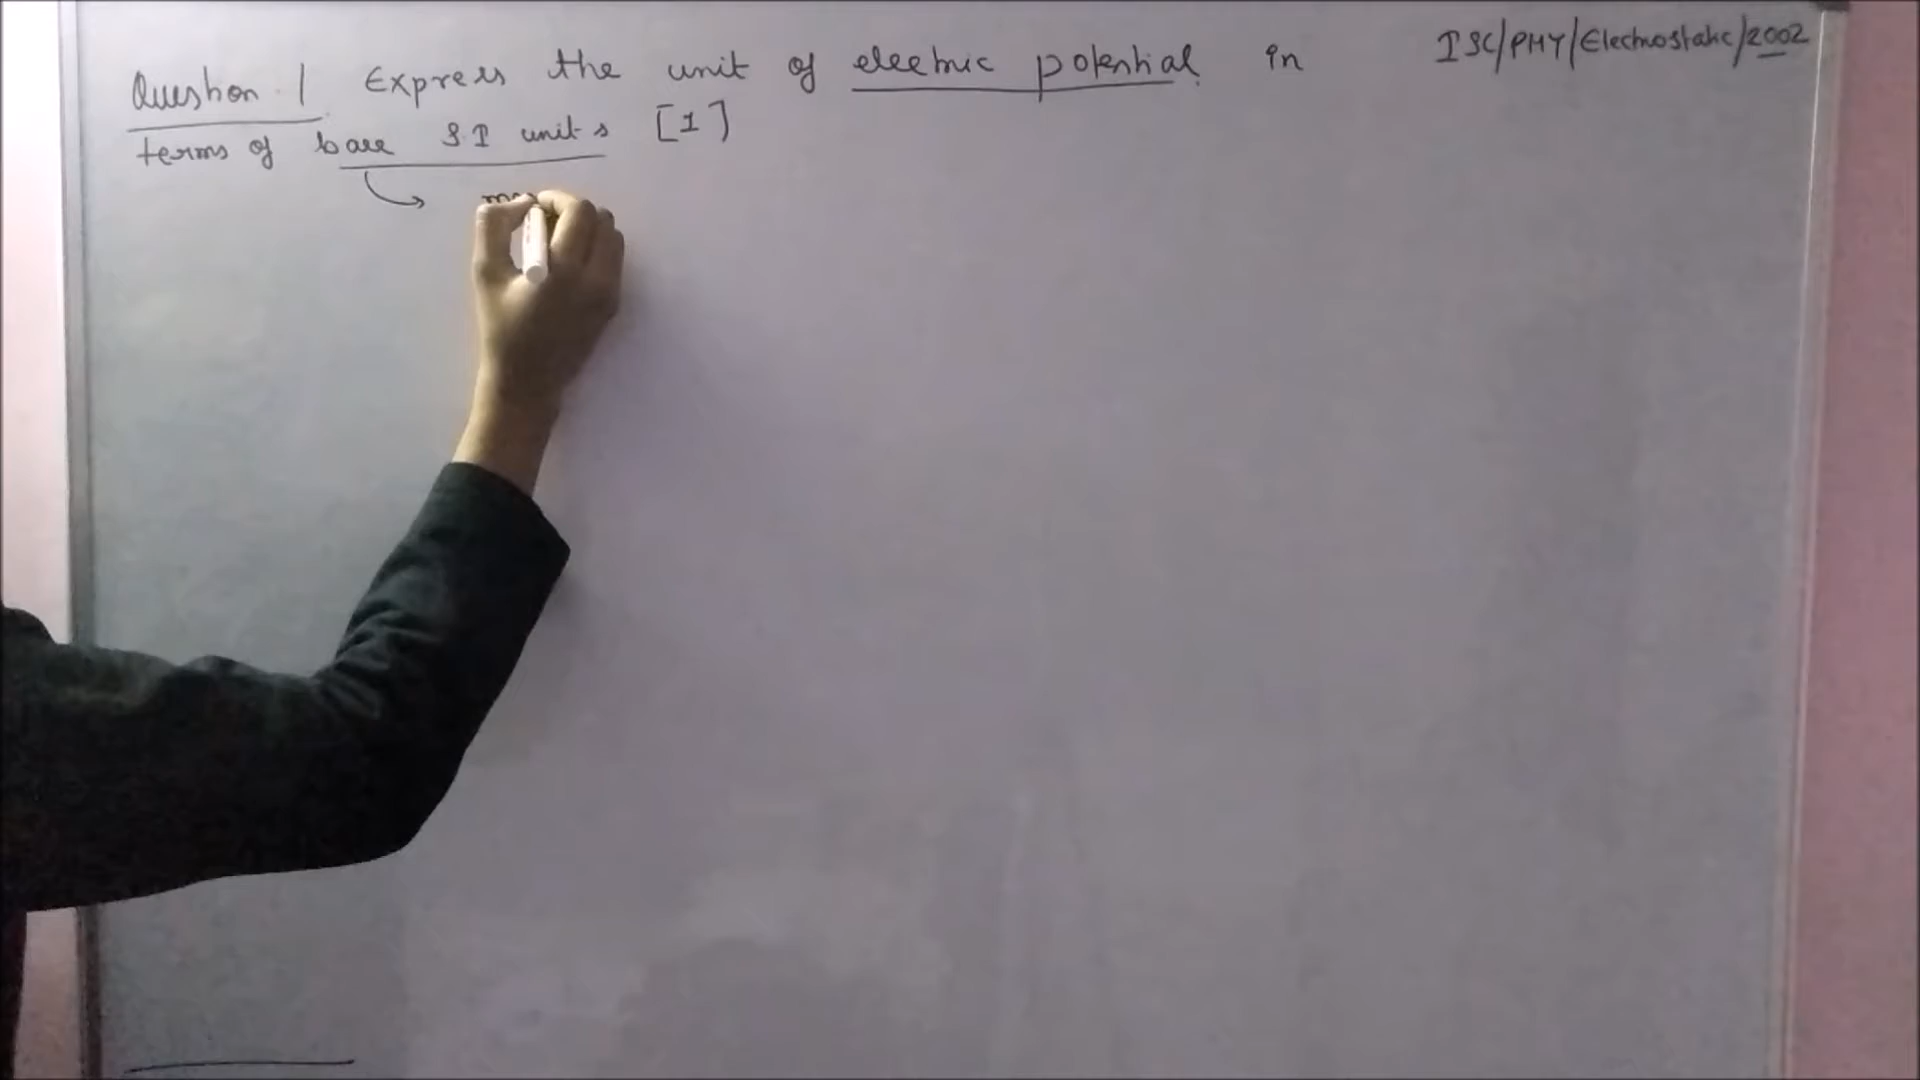 Question 1 Express the unit of electric potential in
ISC/PHY/Electrostatic/2002
terms of base S.I units [1]